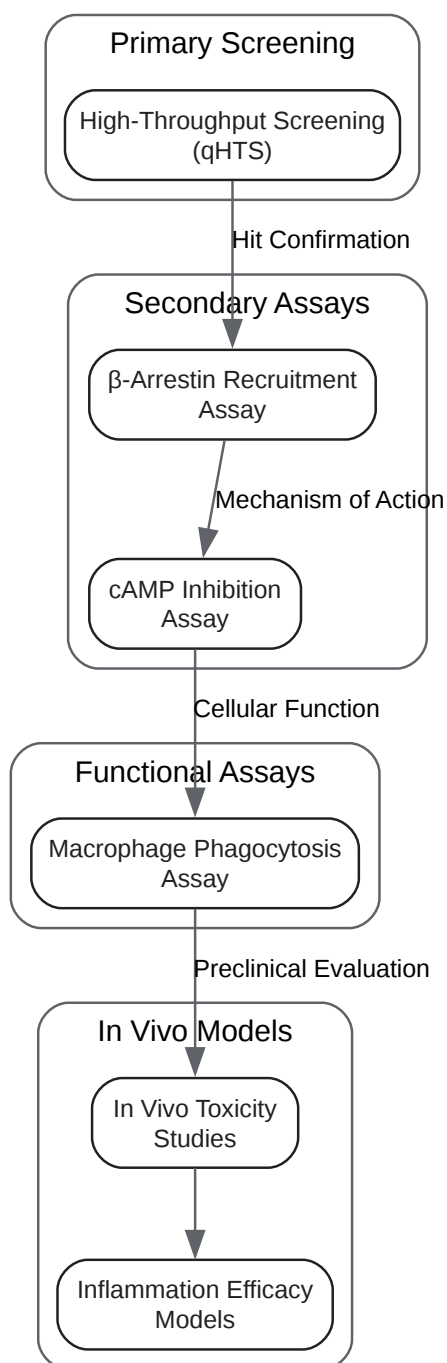 Primary Screening
High-Throughput Screening
(qHTS)
Hit Confirmation
Secondary Assays
β-Arrestin Recruitment
Assay
Mechanism of Action
cAMP Inhibition
Assay
Cellular Function
Functional Assays
Macrophage Phagocytosis
Assay
Preclinical Evaluation
In Vivo Models
In Vivo Toxicity
Studies
Inflammation Efficacy
Models